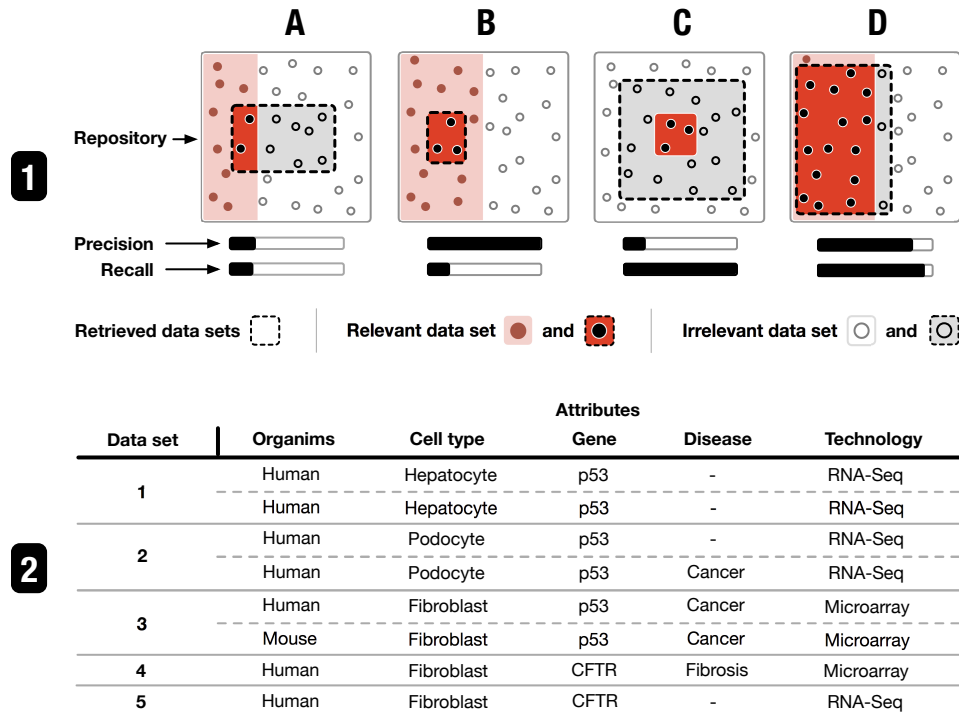 A B C D
Repository
1
Precision
Recall
Retrieved data sets
Relevant data set and
Irrelevant data set and
Attributes
Data set Organims Cell type Gene Disease Technology
1 Human Hepatocyte p53 - RNA-Seq
Human Hepatocyte p53 - RNA-Seq
2
2 Human Podocyte p53 - RNA-Seq
Human Podocyte p53 Cancer RNA-Seq
3 Human Fibroblast p53 Cancer Microarray
Mouse Fibroblast p53 Cancer Microarray
4 Human Fibroblast CFTR Fibrosis Microarray
5 Human Fibroblast CFTR - RNA-Seq